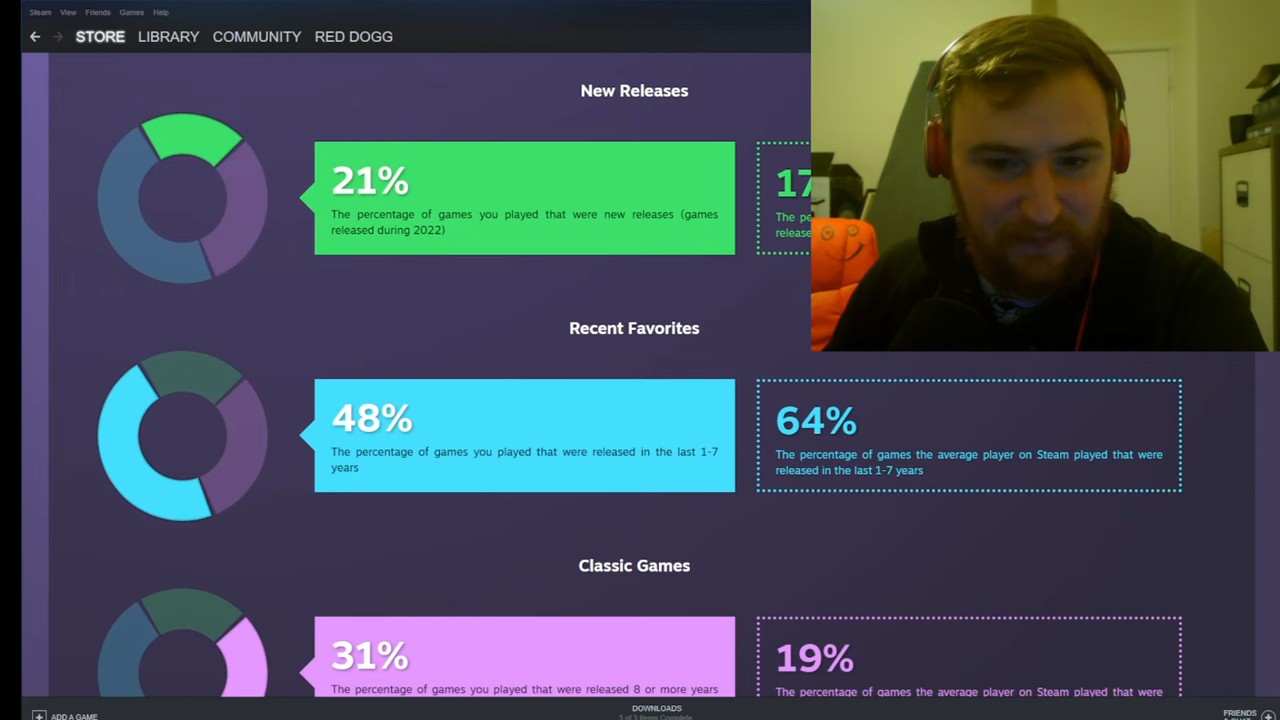 Steam View Friends Games Help
STORE LIBRARY COMMUNITY RED DOGG
New Releases
21%
The percentage of games you played that were new releases (games
released during 2022)
17
The pe
release
Recent Favorites
48%
The percentage of games you played that were released in the last 1-7
years
64%
The percentage of games the average player on Steam played that were
released in the last 1-7 years
Classic Games
31%
The percentage of games you played that were released 8 or more years
19%
The percentage of games the average player on Steam played that were
ADD A GAME
DOWNLOADS
3 of 3 Items Complete
FRIENDS